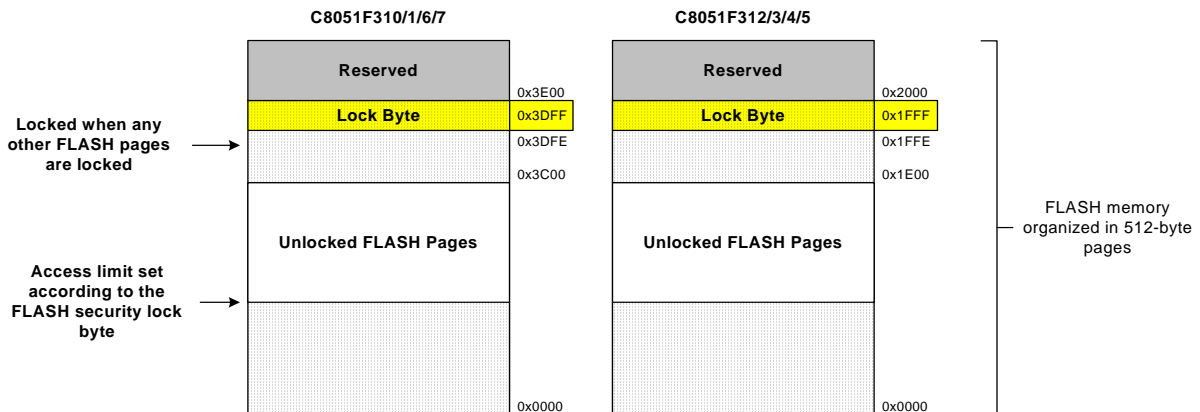 C8051F310/1/6/7
C8051F312/3/4/5
Reserved
0x3E00
Lock Byte
0x3DFF
0x3DFE
0x3C00
Unlocked FLASH Pages
0x0000
Reserved
0x2000
Lock Byte
0x1FFF
0x1FFE
0x1E00
Unlocked FLASH Pages
0x0000
Locked when any
other FLASH pages
are locked
Access limit set
according to the
FLASH security lock
byte
FLASH memory
organized in 512-byte
pages